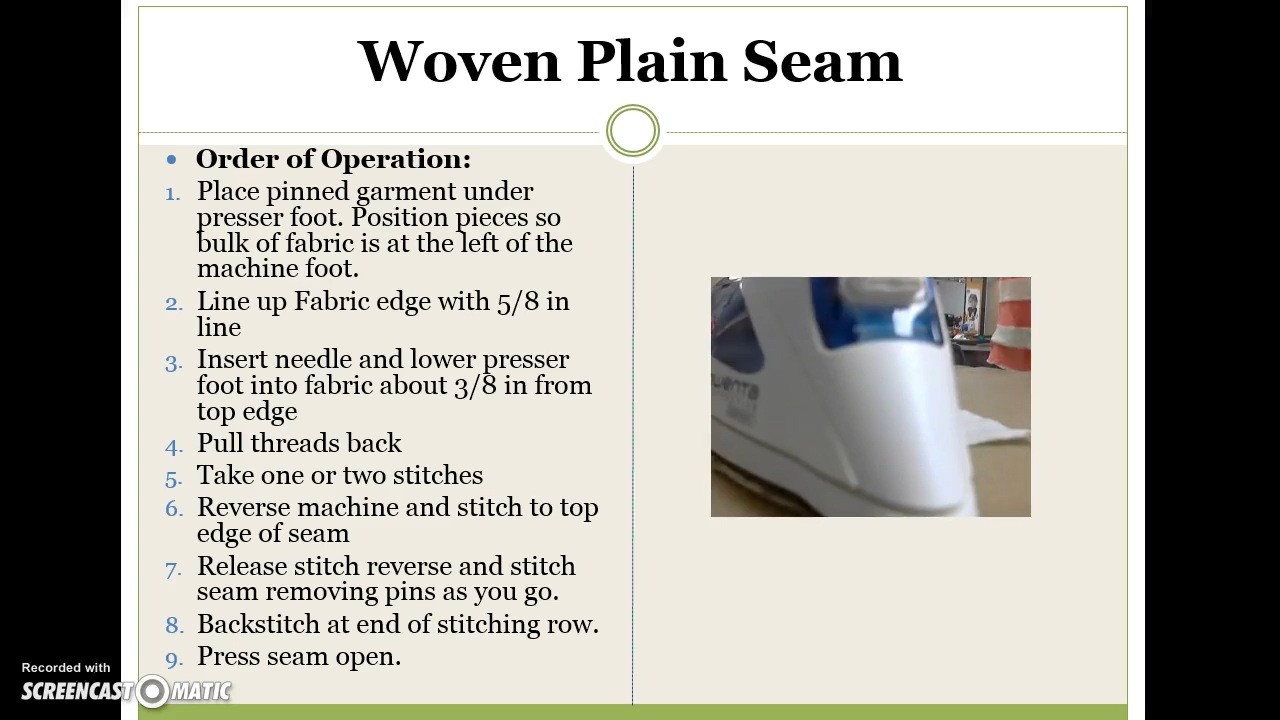 Woven Plain Seam
• Order of Operation:
1. Place pinned garment under
presser foot. Position pieces so
bulk of fabric is at the left of the
machine foot.
2. Line up Fabric edge with 5/8 in
line
3. Insert needle and lower presser
foot into fabric about 3/8 in from
top edge
4. Pull threads back
5. Take one or two stitches
6. Reverse machine and stitch to top
edge of seam
7. Release stitch reverse and stitch
seam removing pins as you go.
8. Backstitch at end of stitching row.
9. Press seam open.
Recorded with
SCREENCAST-O-MATIC